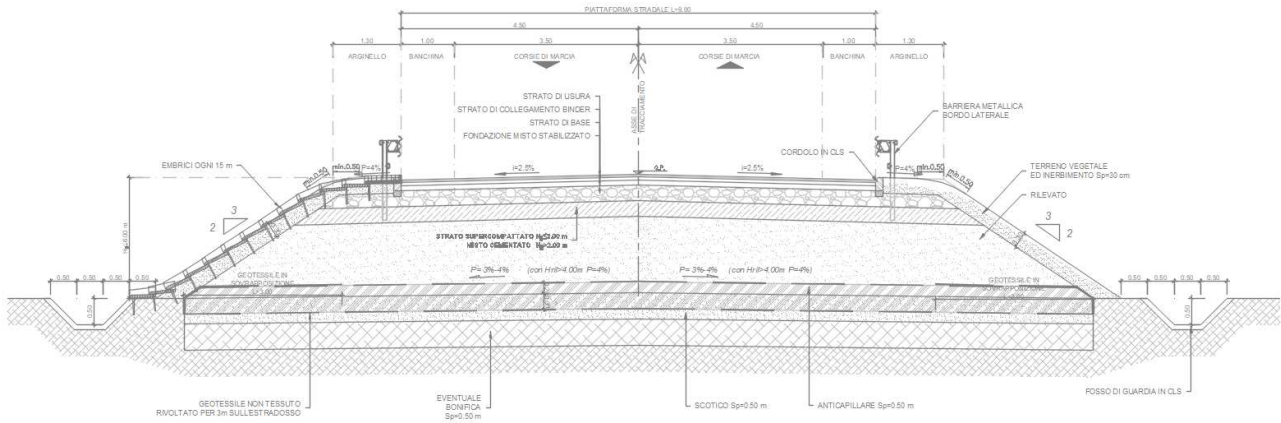 PIATTAFORMA STRADALE L=9.00
4.50 4.50
1.30 1.00 3.50 3.50 1.00 1.30
ARGINELLO BANCHINA CORSIE DI MARCIA CORSIE DI MARCIA BANCHINA ARGINELLO
ASSE DI
TRACCIAMENTO
STRATO DI USURA
STRATO DI COLLEGAMENTO BINDER
STRATO DI BASE
FONDAZIONE MISTO STABILIZZATO
BARRIERA METALLICA
BORDO LATERALE
CORDOLO IN CLS
EMBRICI OGNI 15 m
min.0.50
min.0.50
P=4%
i=2.5%
i=2.5%
P=4%
min.0.50
TERRENO VEGETALE
ED INERBIMENTO Sp=30 cm
RILEVATO
3
2
3
2
STRATO SUPERCOMPATTATO
MISTO CEMENTATO
P= 3%-4% (con Hril>4.00m P=4%)
P= 3%-4% (con Hril>4.00m P=4%)
GEOTESSILE IN
SOVRAPPOSIZIONE
GEOTESSILE IN
SOVRAPPOSIZIONE
0.50 0.50 0.50 0.50
0.50
0.50 0.50 0.50 0.50
0.50
GEOTESSILE NON TESSUTO
RIVOLTATO PER 3m SULL'ESTRADOSSO
EVENTUALE
BONIFICA
Sp=0.50 m
SCOTICO Sp=0.50 m
ANTICAPILLARE Sp=0.50 m
FOSSO DI GUARDIA IN CLS